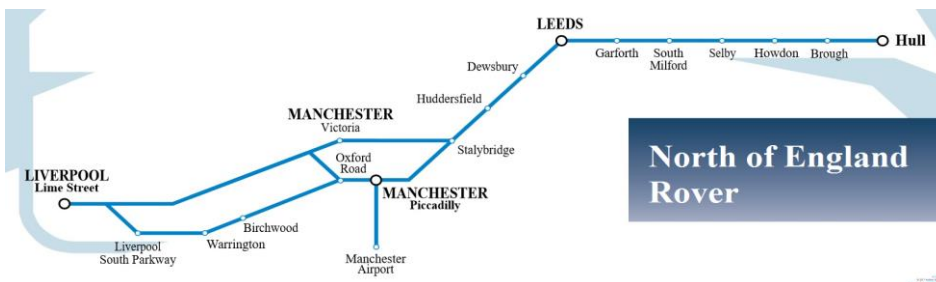 LEEDS
Hull
Garforth
South
Milford
Selby
Howdon
Brough
Dewsbury
Huddersfield
MANCHESTER
Victoria
Stalybridge
Oxford
Road
LIVERPOOL
Lime Street
MANCHESTER
Piccadilly
Birchwood
Warrington
Liverpool
South Parkway
Manchester
Airport
North of England
Rover